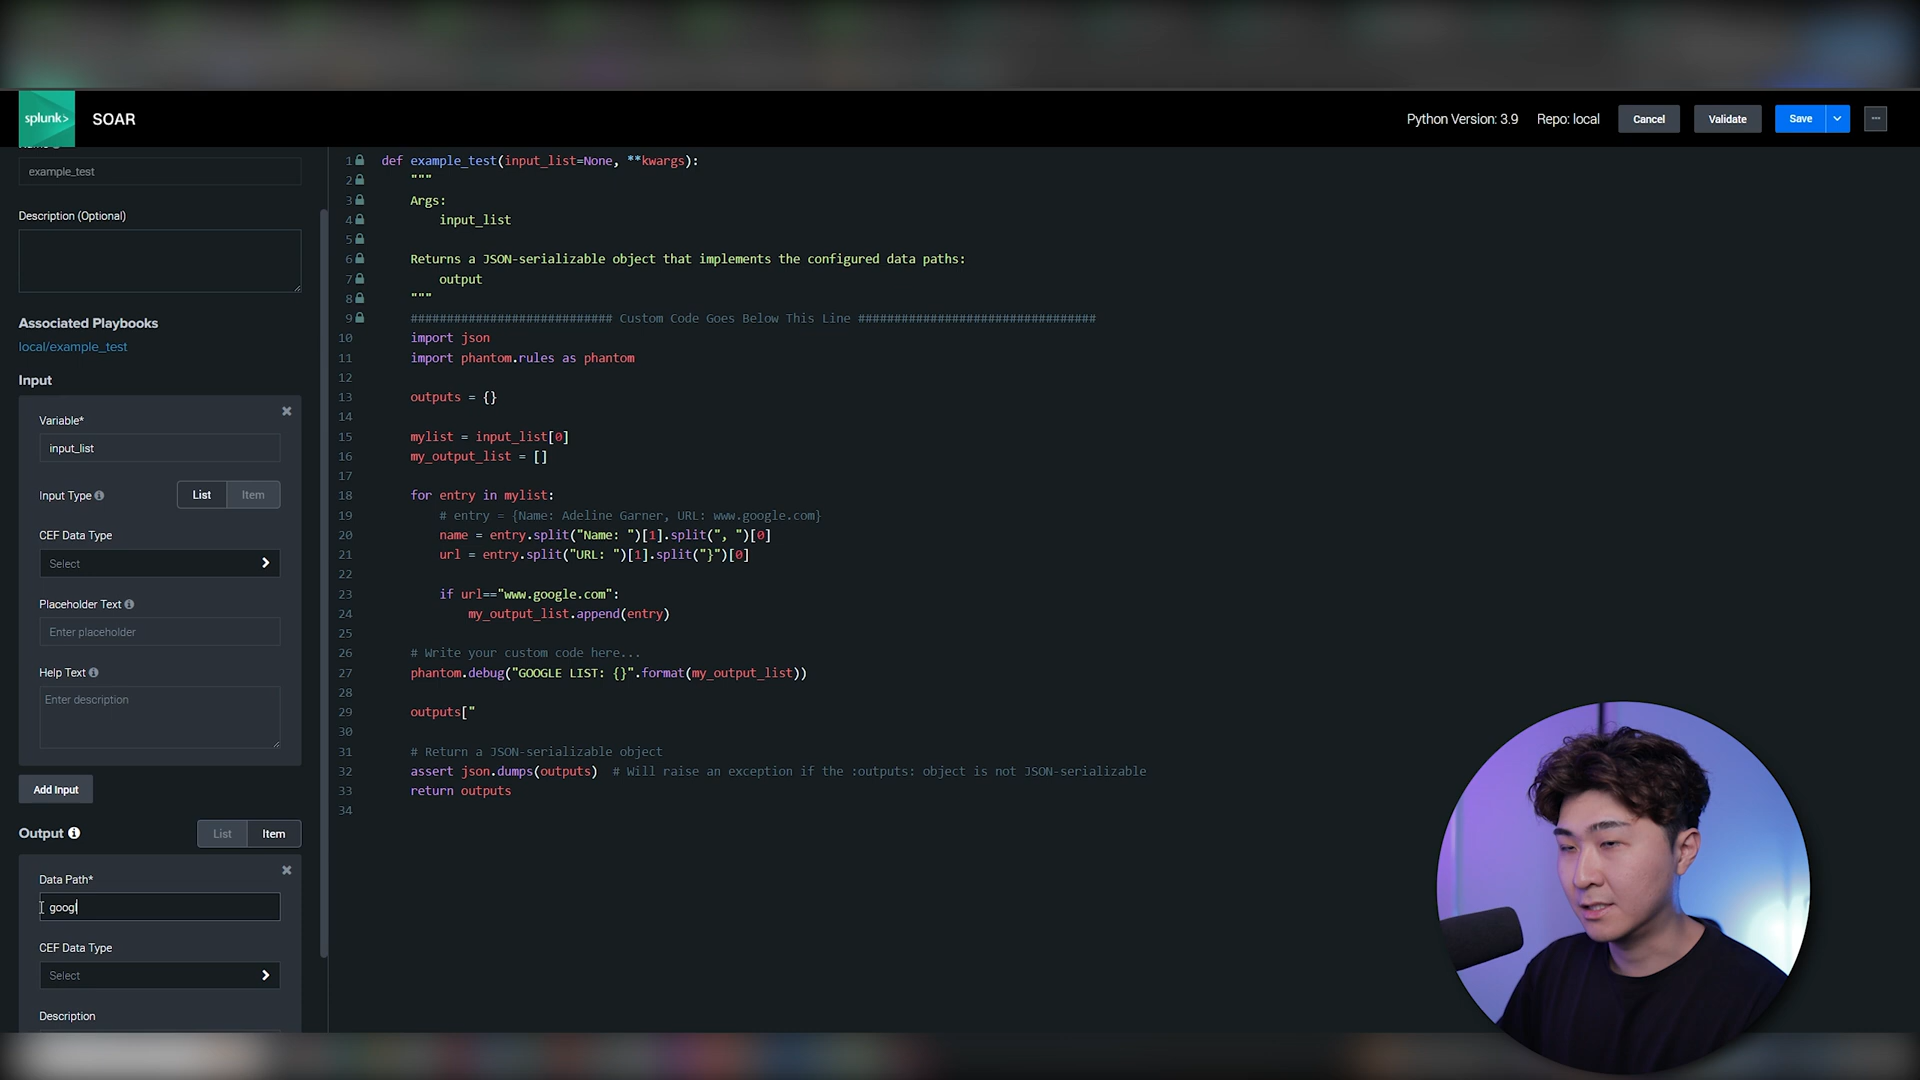 splunk> SOAR
Python Version: 3.9 Repo: local Cancel Validate Save ...
example_test
Description (Optional)
Associated Playbooks
local/example_test
Input
Variable*
input_list
Input Type List Item
CEF Data Type
Select
Placeholder Text
Enter placeholder
Help Text
Enter description
Add Input
Output List Item
Data Path*
googl
CEF Data Type
Select
Description
1 def example_test(input_list=None, **kwargs):
2 """
3 Args:
4 input_list
5
6 Returns a JSON-serializable object that implements the configured data paths:
7 output
8 """
9 ############################ Custom Code Goes Below This Line #################################
10 import json
11 import phantom.rules as phantom
12
13 outputs = {}
14
15 mylist = input_list[0]
16 my_output_list = []
17
18 for entry in mylist:
19 # entry = {Name: Adeline Garner, URL: www.google.com}
20 name = entry.split("Name: ")[1].split(", ")[0]
21 url = entry.split("URL: ")[1].split("}")[0]
22
23 if url=="www.google.com":
24 my_output_list.append(entry)
25
26 # Write your custom code here...
27 phantom.debug("GOOGLE LIST: {}".format(my_output_list))
28
29 outputs["
30
31 # Return a JSON-serializable object
32 assert json.dumps(outputs)  # Will raise an exception if the :outputs: object is not JSON-serializable
33 return outputs
34